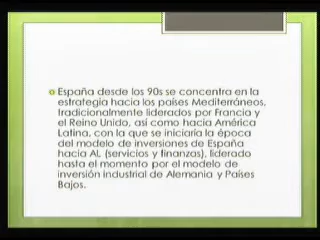 España desde los 90s se concentra en la
estrategia hacia los países Mediterráneos,
tradicionalmente liderados por Francia y
el Reino Unido, así como hacia América
Latina, con la que se iniciaría la época
del modelo de inversiones de España
hacia AL (servicios y finanzas), liderado
hasta el momento por el modelo de
inversión industrial de Alemania y Países
Bajos.